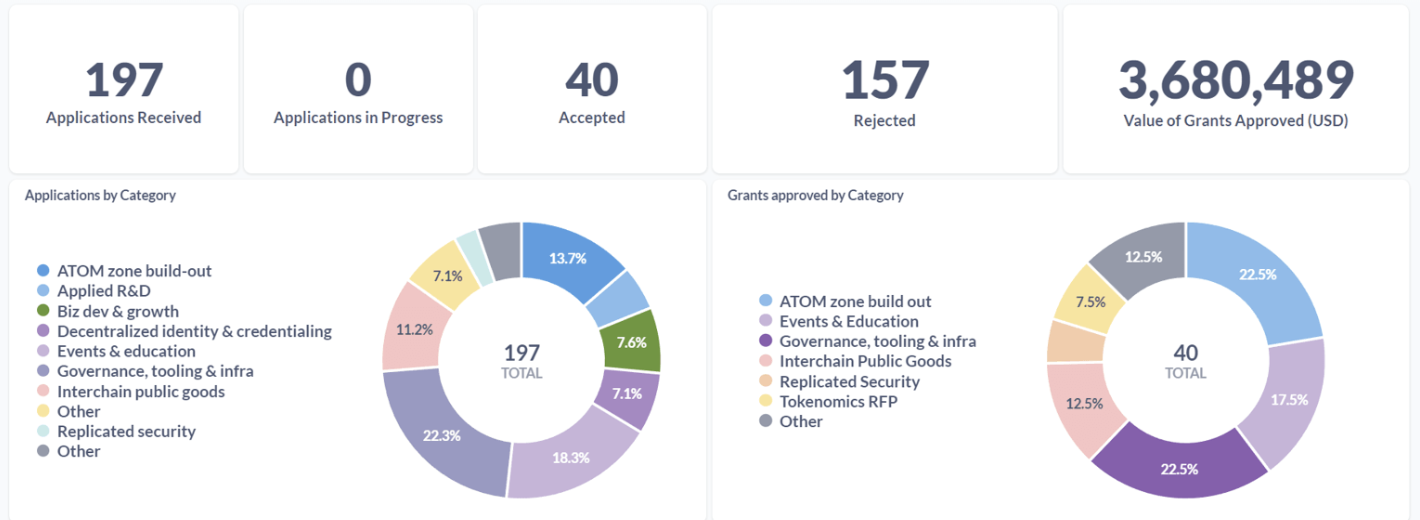 197
Applications Received
0
Applications in Progress
40
Accepted
157
Rejected
3,680,489
Value of Grants Approved (USD)
Applications by Category
ATOM zone build-out
Applied R&D
Biz dev & growth
Decentralized identity & credentialing
Events & education
Governance, tooling & infra
Interchain public goods
Other
Replicated security
Other
13.7%
7.6%
7.1%
18.3%
22.3%
11.2%
7.1%
197
TOTAL
Grants approved by Category
ATOM zone build out
Events & Education
Governance, tooling & infra
Interchain Public Goods
Replicated Security
Tokenomics RFP
Other
22.5%
17.5%
22.5%
12.5%
7.5%
12.5%
40
TOTAL